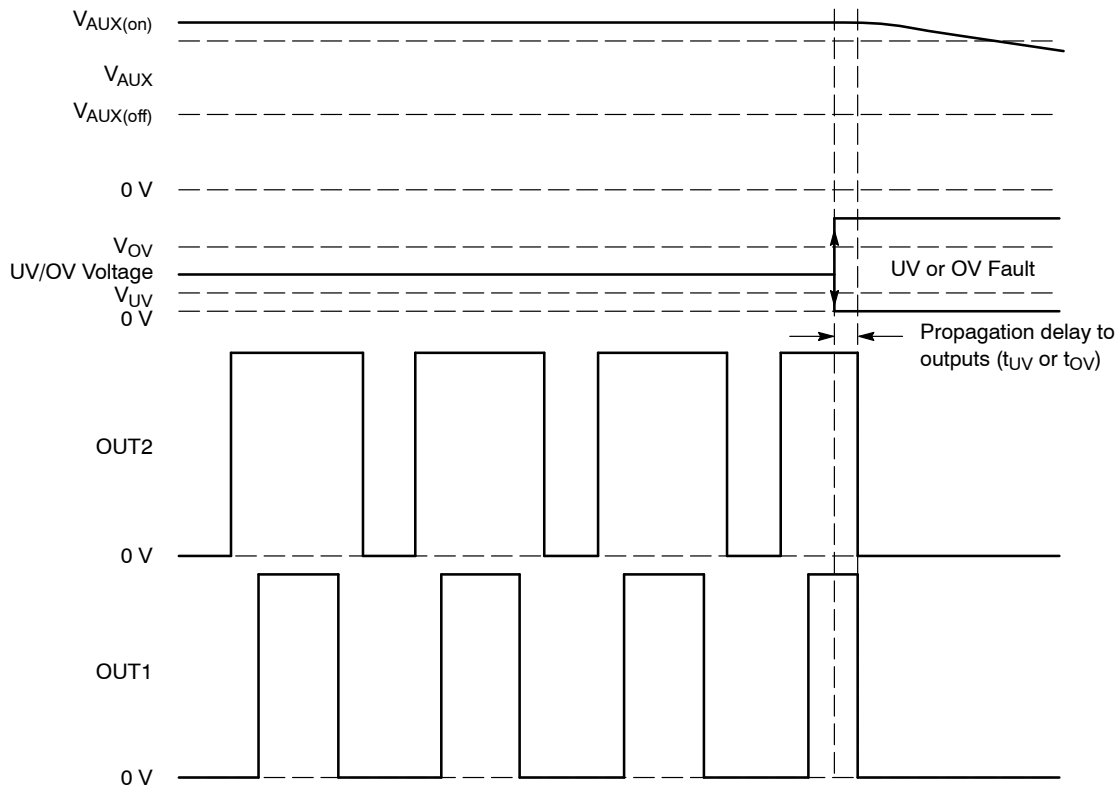 VAUX(on)
VAUX
VAUX(off)
0 V
VOV
UV/OV Voltage
VUV
0 V
UV or OV Fault
Propagation delay to
outputs (tUV or tOV)
OUT2
0 V
OUT1
0 V